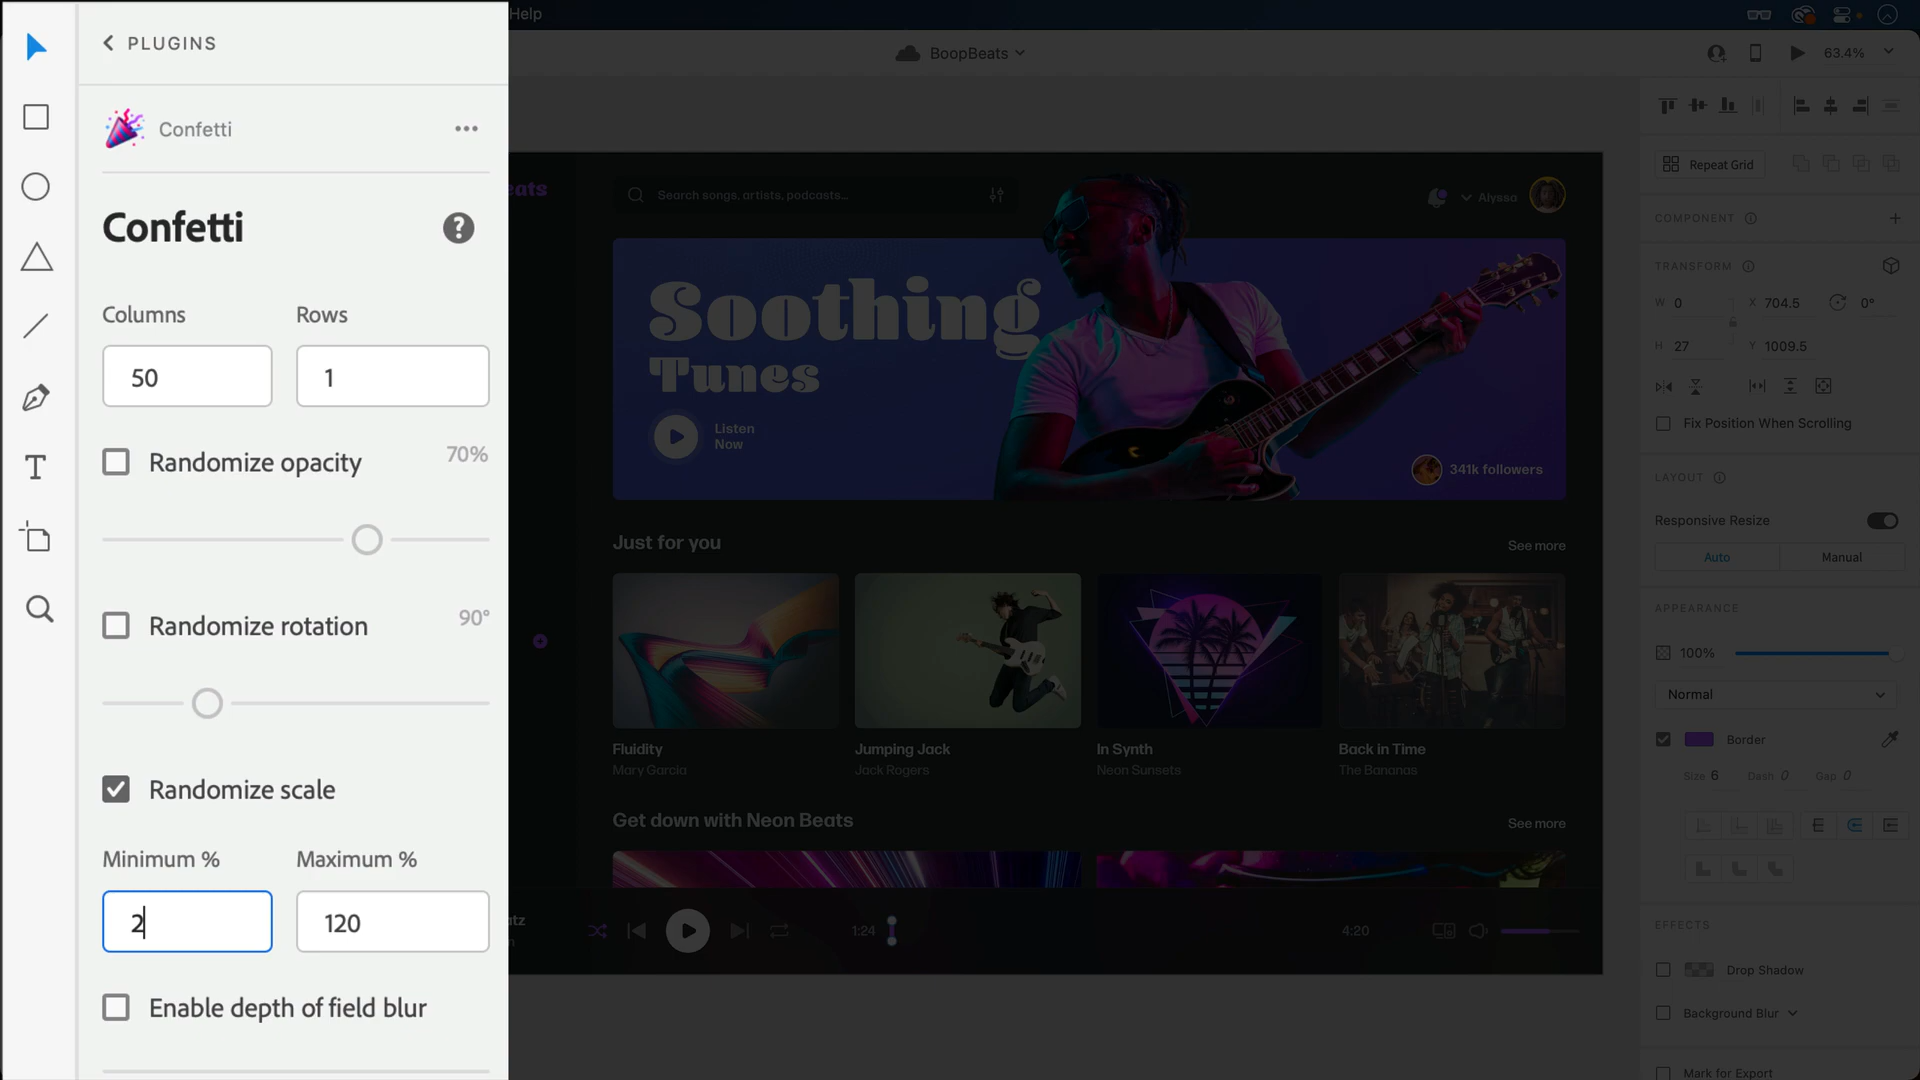 Help
PLUGINS
BoopBeats
63.4%
Confetti
Confetti
Columns
Rows
50
1
Randomize opacity
70%
Randomize rotation
90°
Randomize scale
Minimum %
Maximum %
2
120
Enable depth of field blur
eats
Search songs, artists, podcasts...
Alyssa
Soothing
Tunes
Listen
Now
341k followers
Just for you
See more
Fluidity
Mary Garcia
Jumping Jack
Jack Rogers
In Synth
Neon Sunsets
Back in Time
The Bananas
Get down with Neon Beats
See more
tz
n
1:24
4:20
Repeat Grid
COMPONENT
TRANSFORM
W 0
X 704.5
0°
H 27
Y 1009.5
Fix Position When Scrolling
LAYOUT
Responsive Resize
Auto
Manual
APPEARANCE
100%
Normal
Border
Size 6
Dash 0
Gap 0
EFFECTS
Drop Shadow
Background Blur
Mark for Export